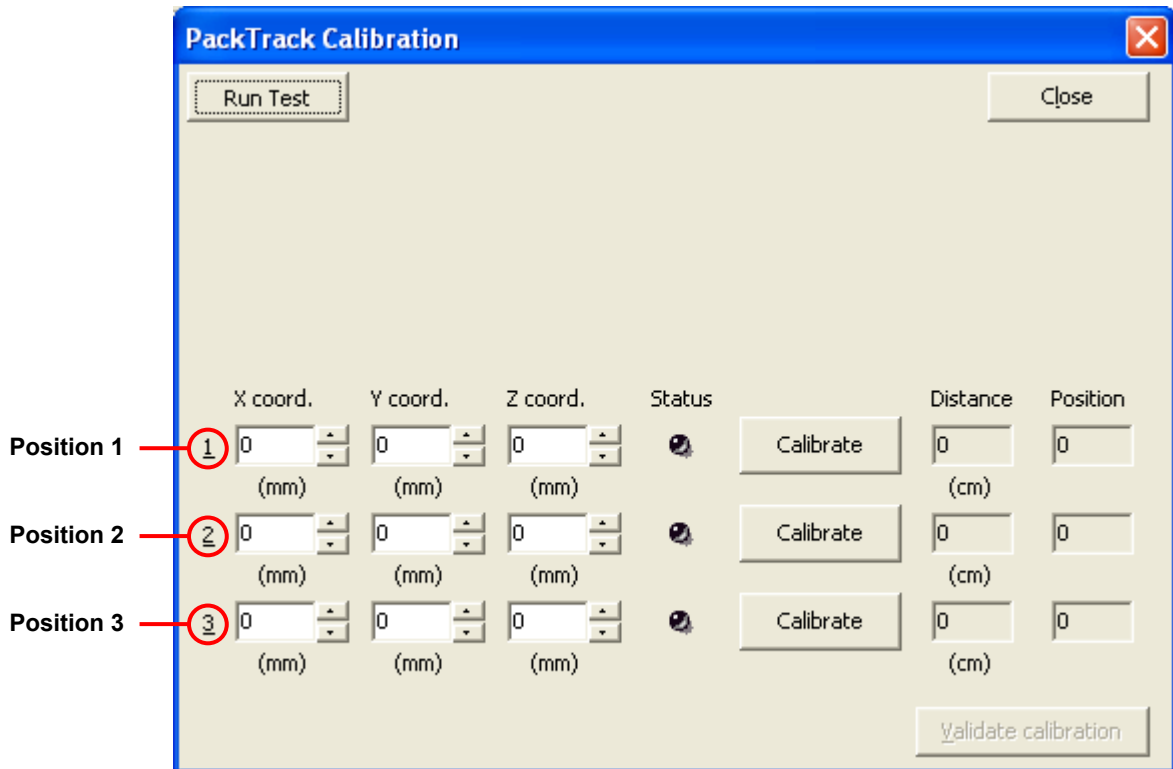 PackTrack Calibration
Run Test Close
X coord. Y coord. Z coord. Status Distance Position
Position 1 1 0 0 0 Calibrate 0 0
(mm) (mm) (mm) (cm)
Position 2 2 0 0 0 Calibrate 0 0
(mm) (mm) (mm) (cm)
Position 3 3 0 0 0 Calibrate 0 0
(mm) (mm) (mm) (cm)
Validate calibration